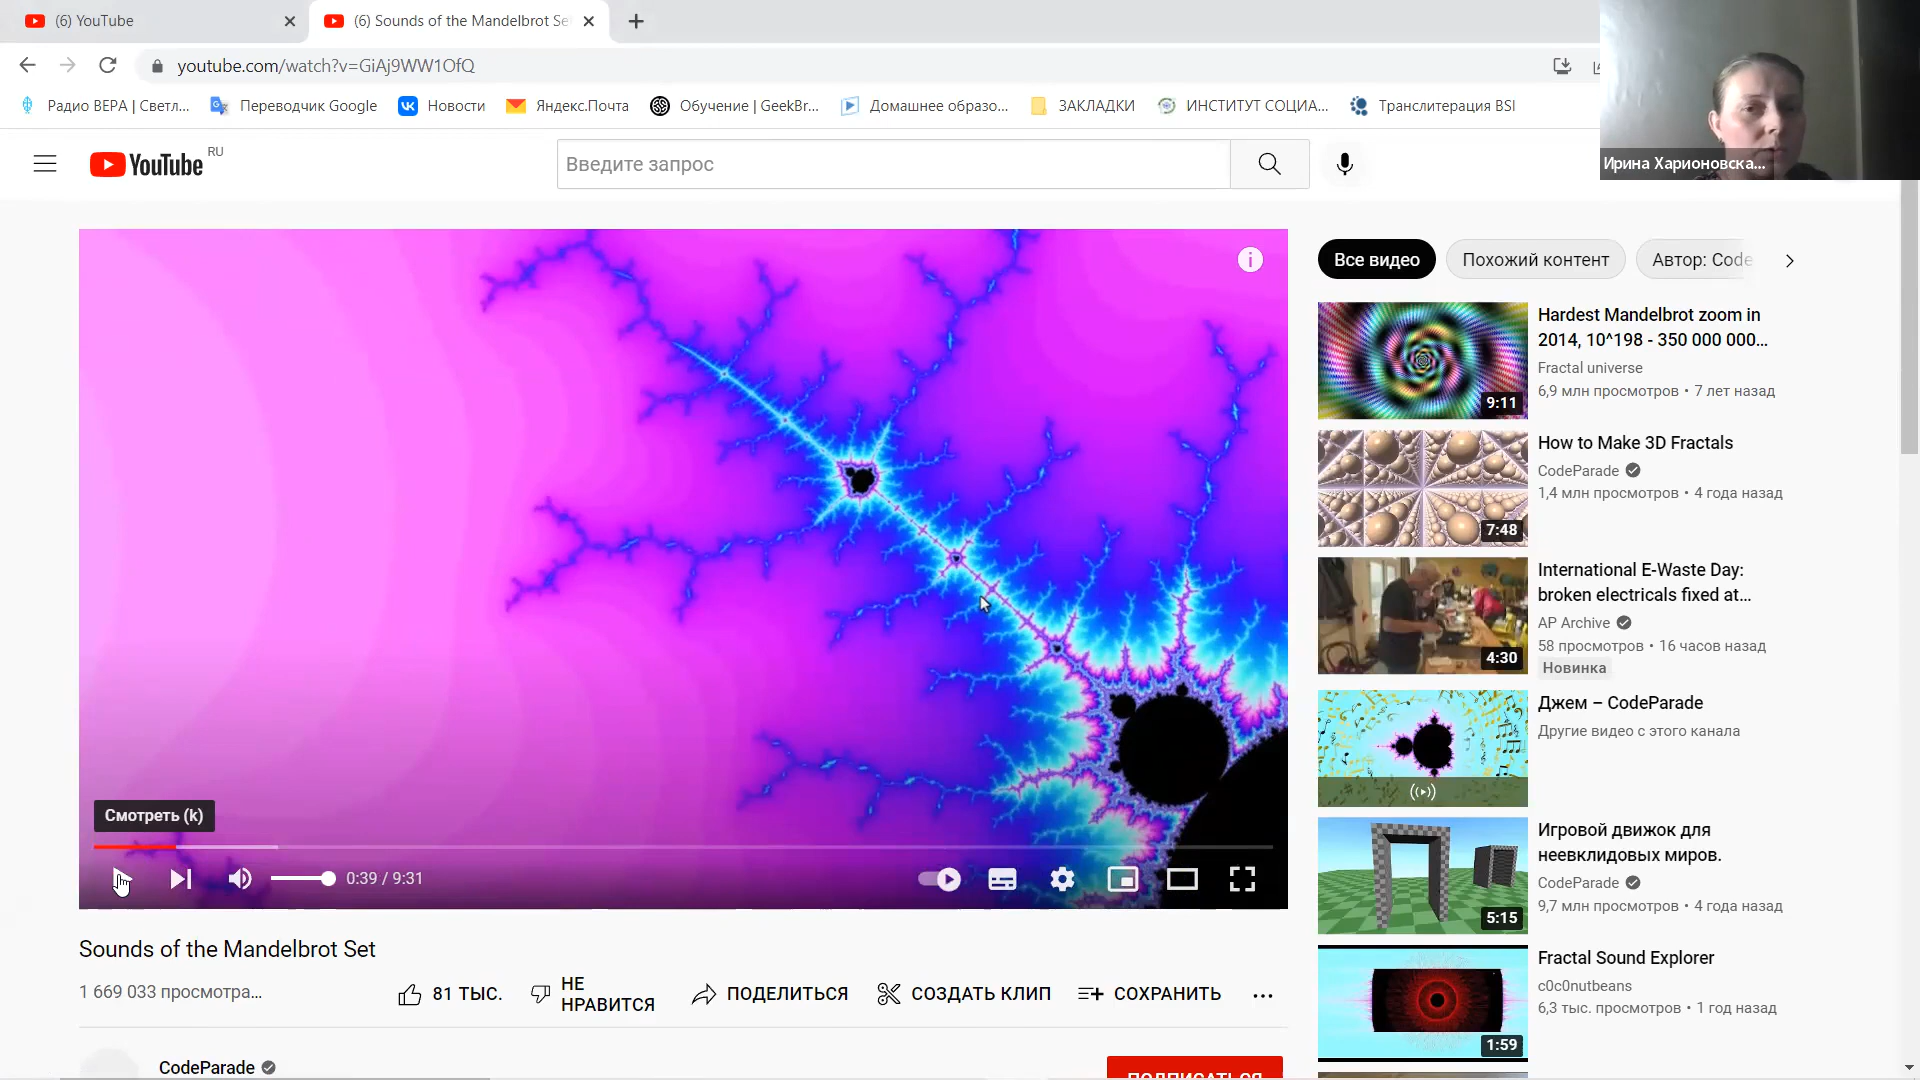 (6) YouTube
(6) Sounds of the Mandelbrot Se
youtube.com/watch?v=GiAj9WW1OfQ
Радио ВЕРА | Светл...
Переводчик Google
Новости
Яндекс.Почта
Обучение | GeekBr...
Домашнее образо...
ЗАКЛАДКИ
ИНСТИТУТ СОЦИА...
Транслитерация BSI
Ирина Харионовска...
YouTube RU
Введите запрос
Все видео
Похожий контент
Автор: Code
Hardest Mandelbrot zoom in
2014, 10^198 - 350 000 000...
Fractal universe
6,9 млн просмотров • 7 лет назад
9:11
How to Make 3D Fractals
CodeParade
1,4 млн просмотров • 4 года назад
7:48
International E-Waste Day:
broken electricals fixed at...
AP Archive
58 просмотров • 16 часов назад
Новинка
4:30
Джем – CodeParade
Другие видео с этого канала
Игровой движок для
неевклидовых миров.
CodeParade
9,7 млн просмотров • 4 года назад
5:15
Fractal Sound Explorer
c0c0nutbeans
6,3 тыс. просмотров • 1 год назад
1:59
Смотреть (k)
0:39 / 9:31
Sounds of the Mandelbrot Set
1 669 033 просмотра...
81 ТЫС.
НЕ
НРАВИТСЯ
ПОДЕЛИТЬСЯ
СОЗДАТЬ КЛИП
СОХРАНИТЬ
CodeParade
ПОДПИСАТЬСЯ